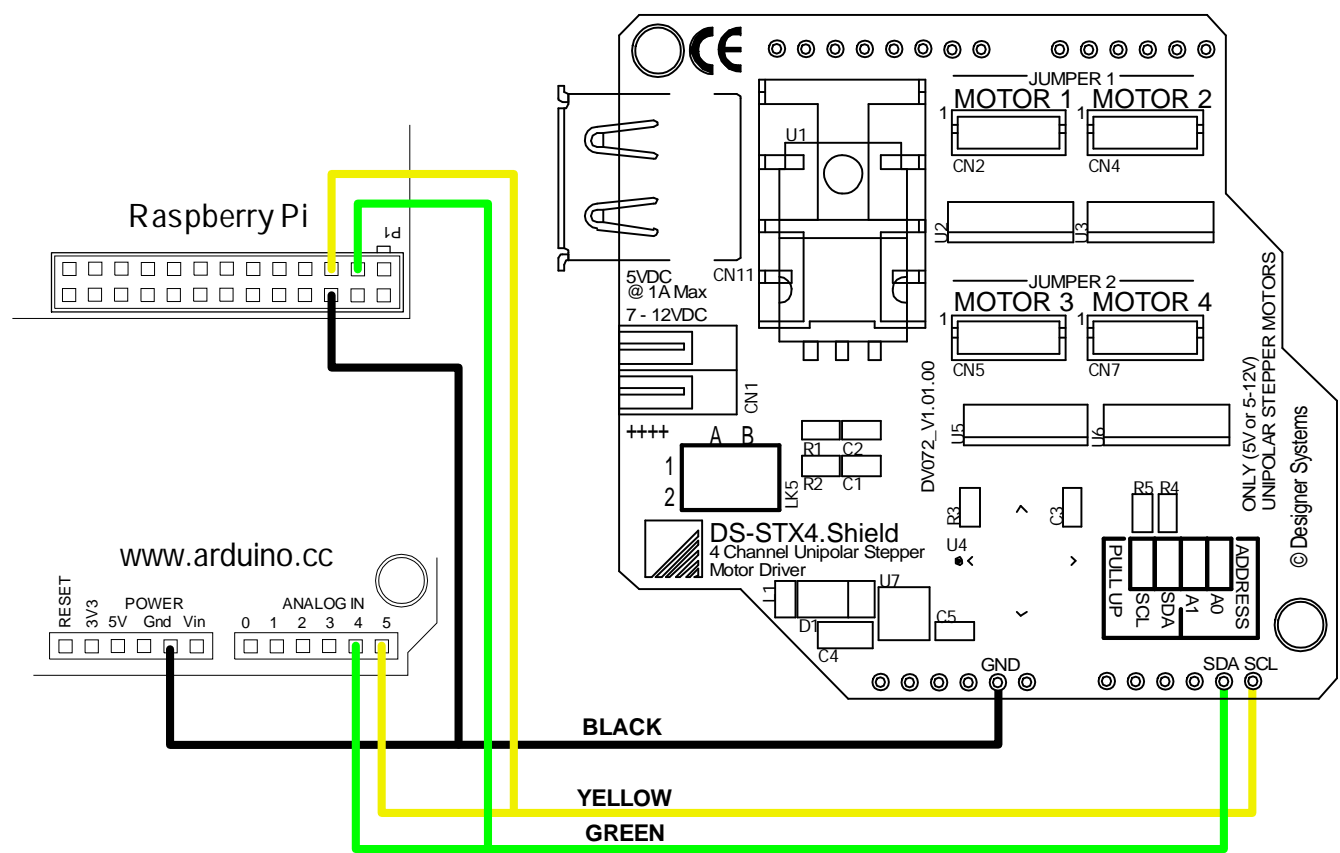 Raspberry Pi
P1
www.arduino.cc
RESET
3V3
5V
POWER
Gnd
Vin
ANALOG IN
0 1 2 3 4 5
CE
JUMPER 1
MOTOR 1 MOTOR 2
1 1
CN2 CN4
U1
U2 U3
CN11
5VDC
@ 1A Max
7 - 12VDC
JUMPER 2
MOTOR 3 MOTOR 4
1 1
CN5 CN7
CN1
U5 U6
++++
A B
1
2
LK5
R1 C2
R2 C1
DV072_V1.01.00
ONLY (5V or 5-12V)
UNIPOLAR STEPPER MOTORS
© Designer Systems
R3
C3
R5 R4
U4
DS-STX4.Shield
4 Channel Unipolar Stepper
Motor Driver
L1
D1
C4
U7
C5
PULL UP
SCL
SDA
A1
A0
ADDRESS
GND
SDA SCL
BLACK
YELLOW
GREEN